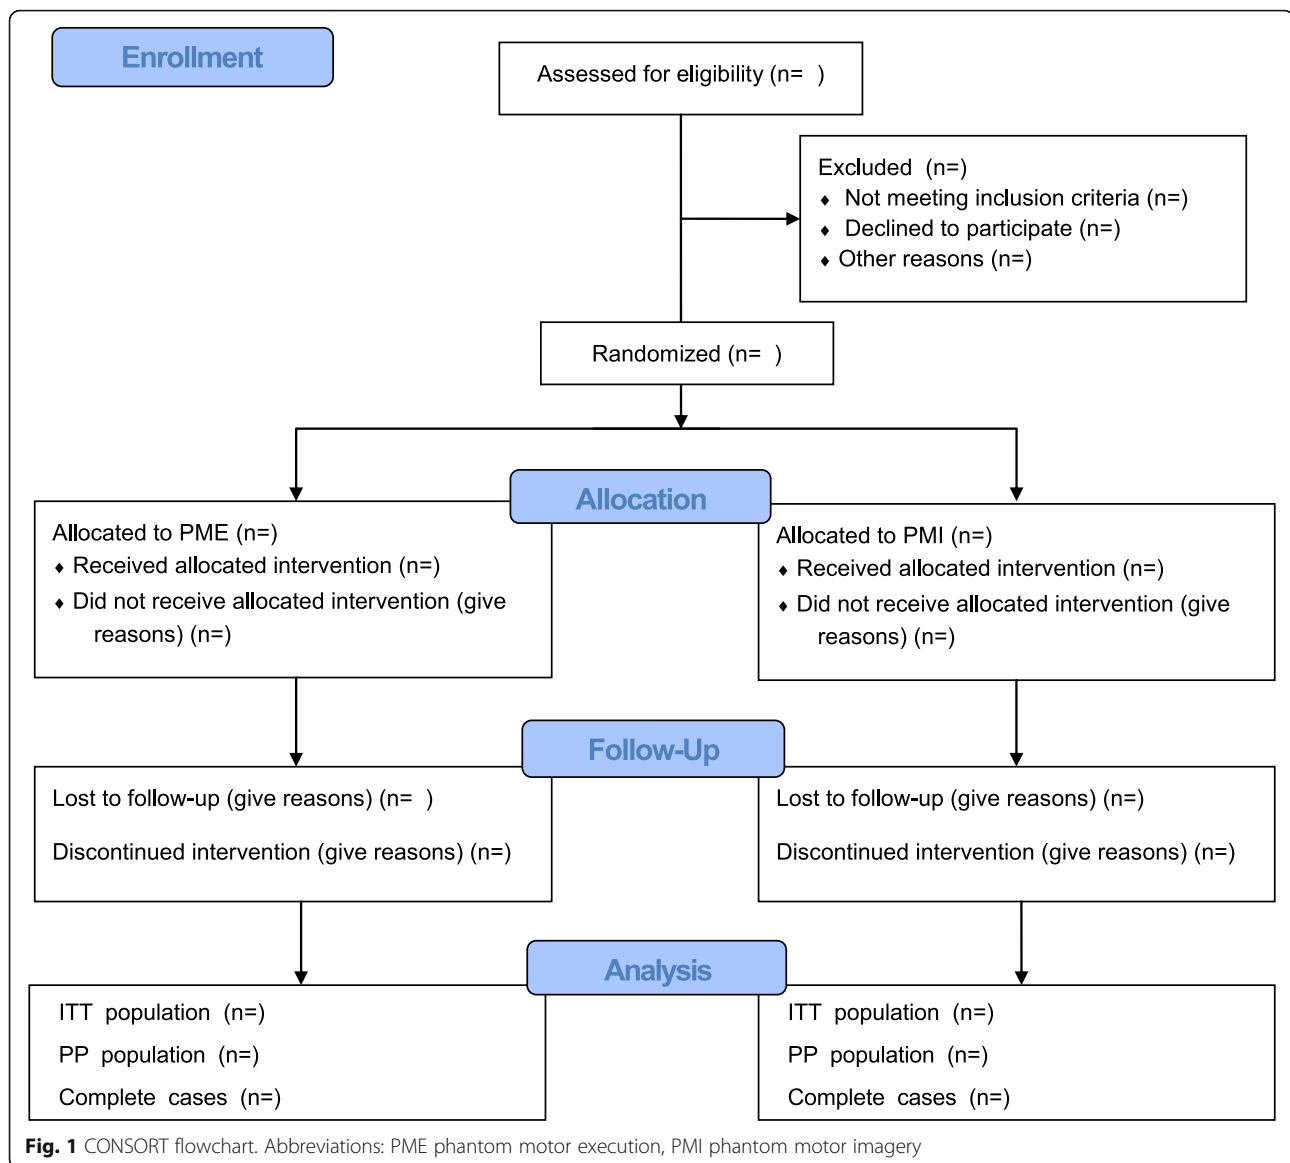 Enrollment
Assessed for eligibility (n= )
Excluded (n=)
♦ Not meeting inclusion criteria (n=)
♦ Declined to participate (n=)
♦ Other reasons (n=)
Randomized (n= )
Allocation
Allocated to PME (n=)
♦ Received allocated intervention (n=)
♦ Did not receive allocated intervention (give
reasons) (n=)
Allocated to PMI (n=)
♦ Received allocated intervention (n=)
♦ Did not receive allocated intervention (give
reasons) (n=)
Follow-Up
Lost to follow-up (give reasons) (n= )
Discontinued intervention (give reasons) (n=)
Lost to follow-up (give reasons) (n=)
Discontinued intervention (give reasons) (n=)
Analysis
ITT population (n=)
PP population (n=)
Complete cases (n=)
ITT population (n=)
PP population (n=)
Complete cases (n=)
Fig. 1 CONSORT flowchart. Abbreviations: PME phantom motor execution, PMI phantom motor imagery